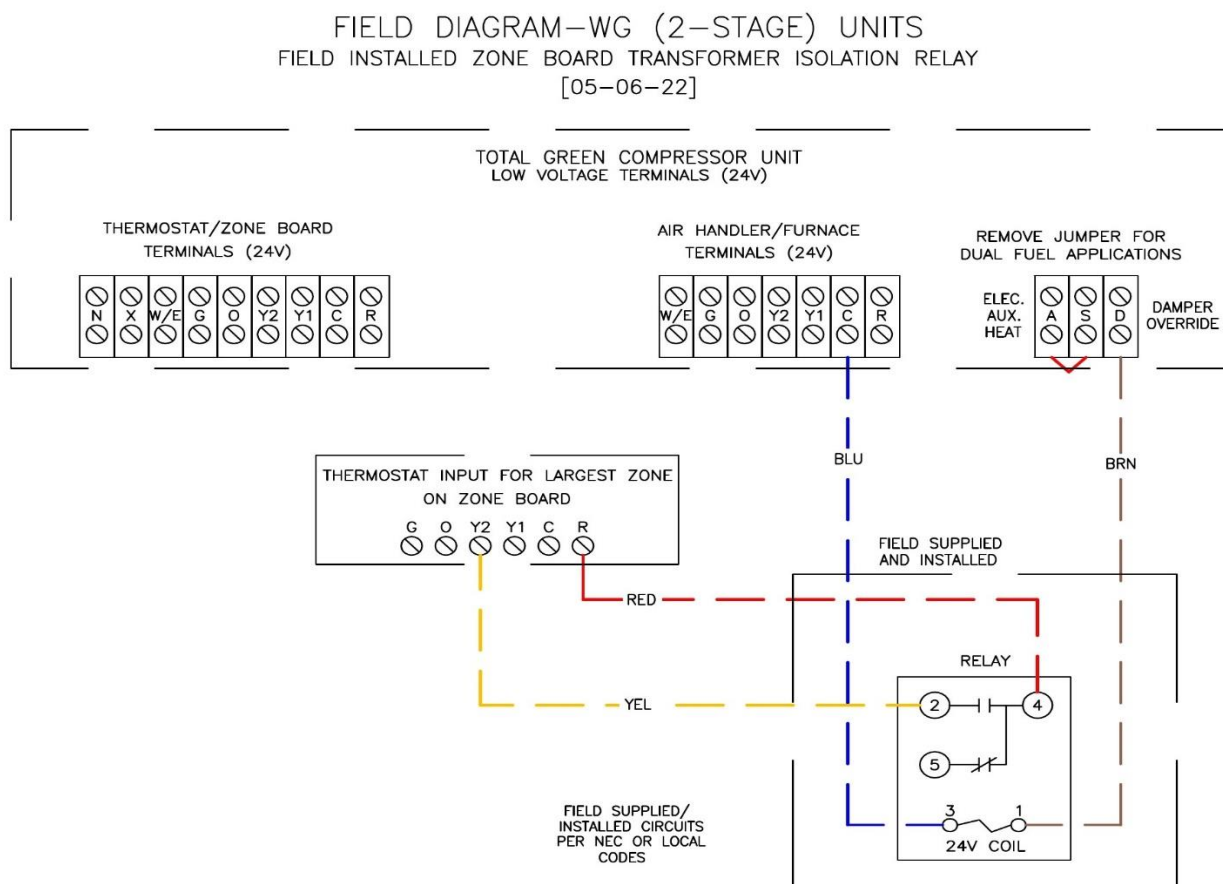 FIELD DIAGRAM-WG (2-STAGE) UNITS
FIELD INSTALLED ZONE BOARD TRANSFORMER ISOLATION RELAY
[05-06-22]
TOTAL GREEN COMPRESSOR UNIT
LOW VOLTAGE TERMINALS (24V)
THERMOSTAT/ZONE BOARD
TERMINALS (24V)
N X W/E G O Y2 Y1 C R
AIR HANDLER/FURNACE
TERMINALS (24V)
W/E G O Y2 Y1 C R
REMOVE JUMPER FOR
DUAL FUEL APPLICATIONS
ELEC.
AUX.
HEAT
A S D
DAMPER
OVERRIDE
THERMOSTAT INPUT FOR LARGEST ZONE
ON ZONE BOARD
G O Y2 Y1 C R
BLU
BRN
FIELD SUPPLIED
AND INSTALLED
RED
RELAY
YEL
2 4
5
3 1
24V COIL
FIELD SUPPLIED/
INSTALLED CIRCUITS
PER NEC OR LOCAL
CODES